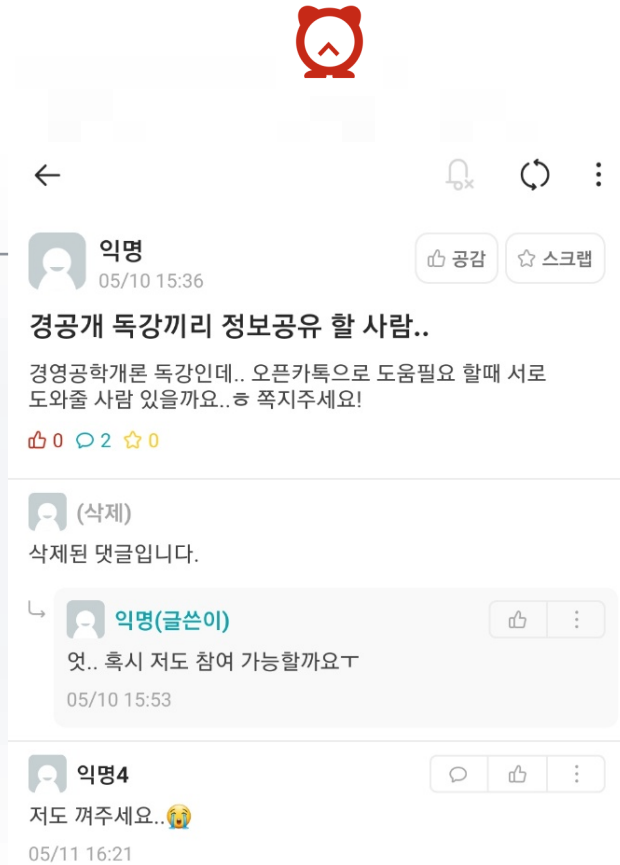 익명
05/10 15:36
공감
스크랩
경공개 독강끼리 정보공유 할 사람..
경영공학개론 독강인데.. 오픈카톡으로 도움필요 할때 서로
도와줄 사람 있을까요..ㅎ 쪽지주세요!
0 2 0
(삭제)
삭제된 댓글입니다.
익명(글쓴이)
엇.. 혹시 저도 참여 가능할까요ㅜ
05/10 15:53
익명4
저도 껴주세요..😭
05/11 16:21